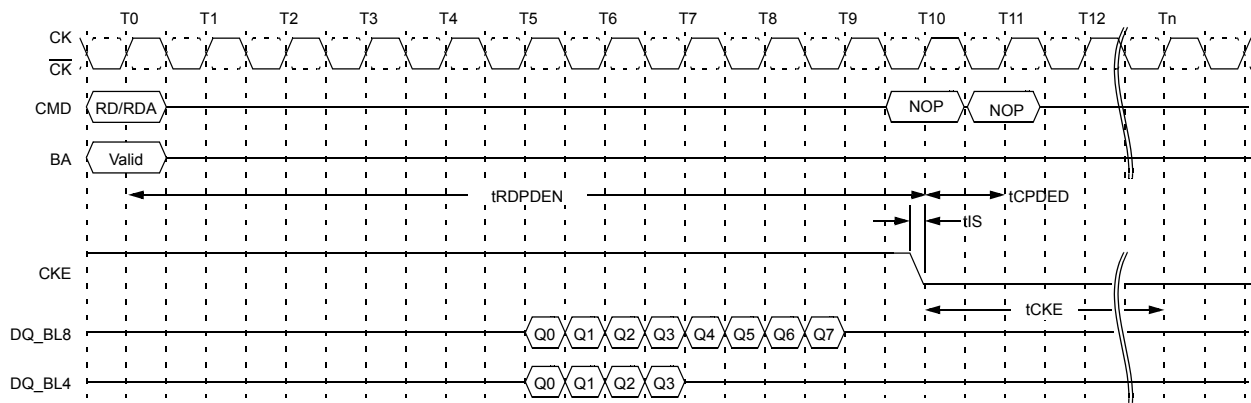 T0 T1 T2 T3 T4 T5 T6 T7 T8 T9 T10 T11 T12 Tn
CK
CK
CMD RD/RDA NOP NOP
BA Valid
tRDPDEN tCPDED
tIS
CKE
tCKE
DQ_BL8 Q0 Q1 Q2 Q3 Q4 Q5 Q6 Q7
DQ_BL4 Q0 Q1 Q2 Q3